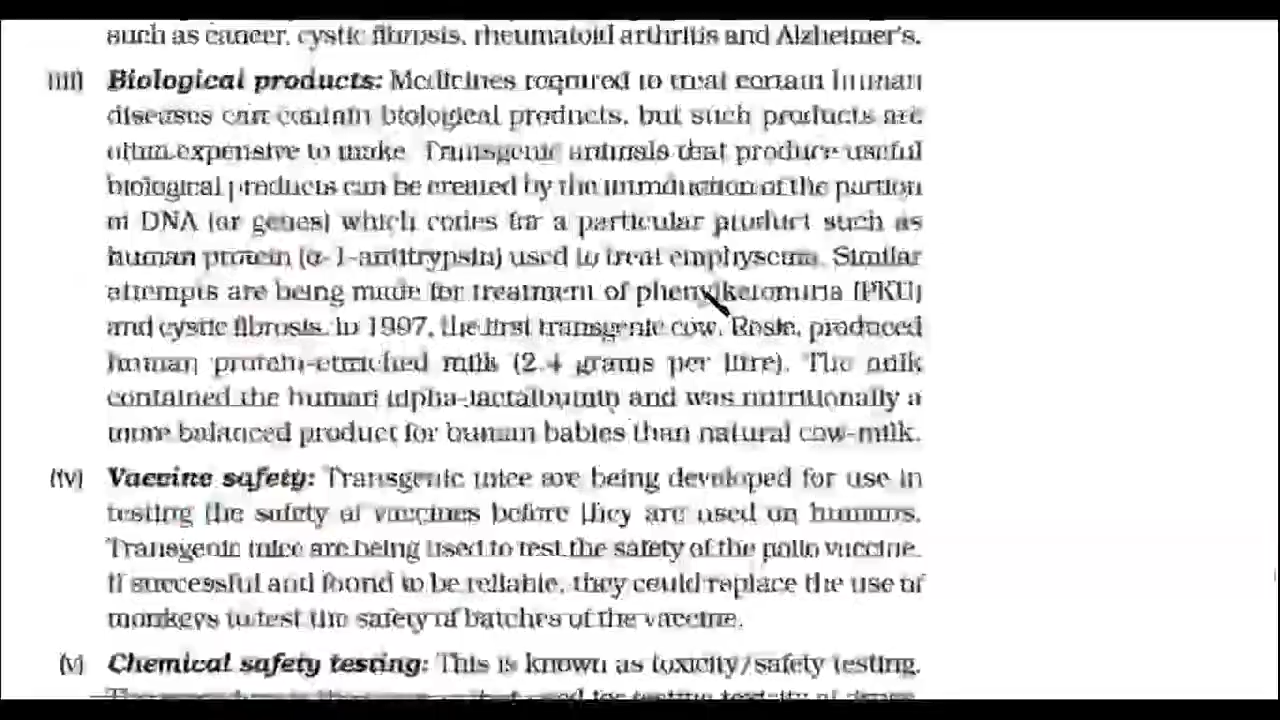 such as cancer, cystic fibrosis, rheumatoid arthritis and Alzheimer's.
(iii) Biological products: Medicines required to treat certain human
diseases can contain biological products, but such products are
often expensive to make. Transgenic animals that produce useful
biological products can be created by the introduction of the portion
of DNA (or genes) which codes for a particular product such as
human protein (α-1-antitrypsin) used to treat emphysema. Similar
attempts are being made for treatment of phenylketonuria (PKU)
and cystic fibrosis. In 1997, the first transgenic cow, Rosie, produced
human protein-enriched milk (2.4 grams per litre). The milk
contained the human alpha-lactalbumin and was nutritionally a
more balanced product for human babies than natural cow-milk.
(iv) Vaccine safety: Transgenic mice are being developed for use in
testing the safety of vaccines before they are used on humans.
Transgenic mice are being used to test the safety of the polio vaccine.
If successful and found to be reliable, they could replace the use of
monkeys to test the safety of batches of the vaccine.
(v) Chemical safety testing: This is known as toxicity/safety testing.